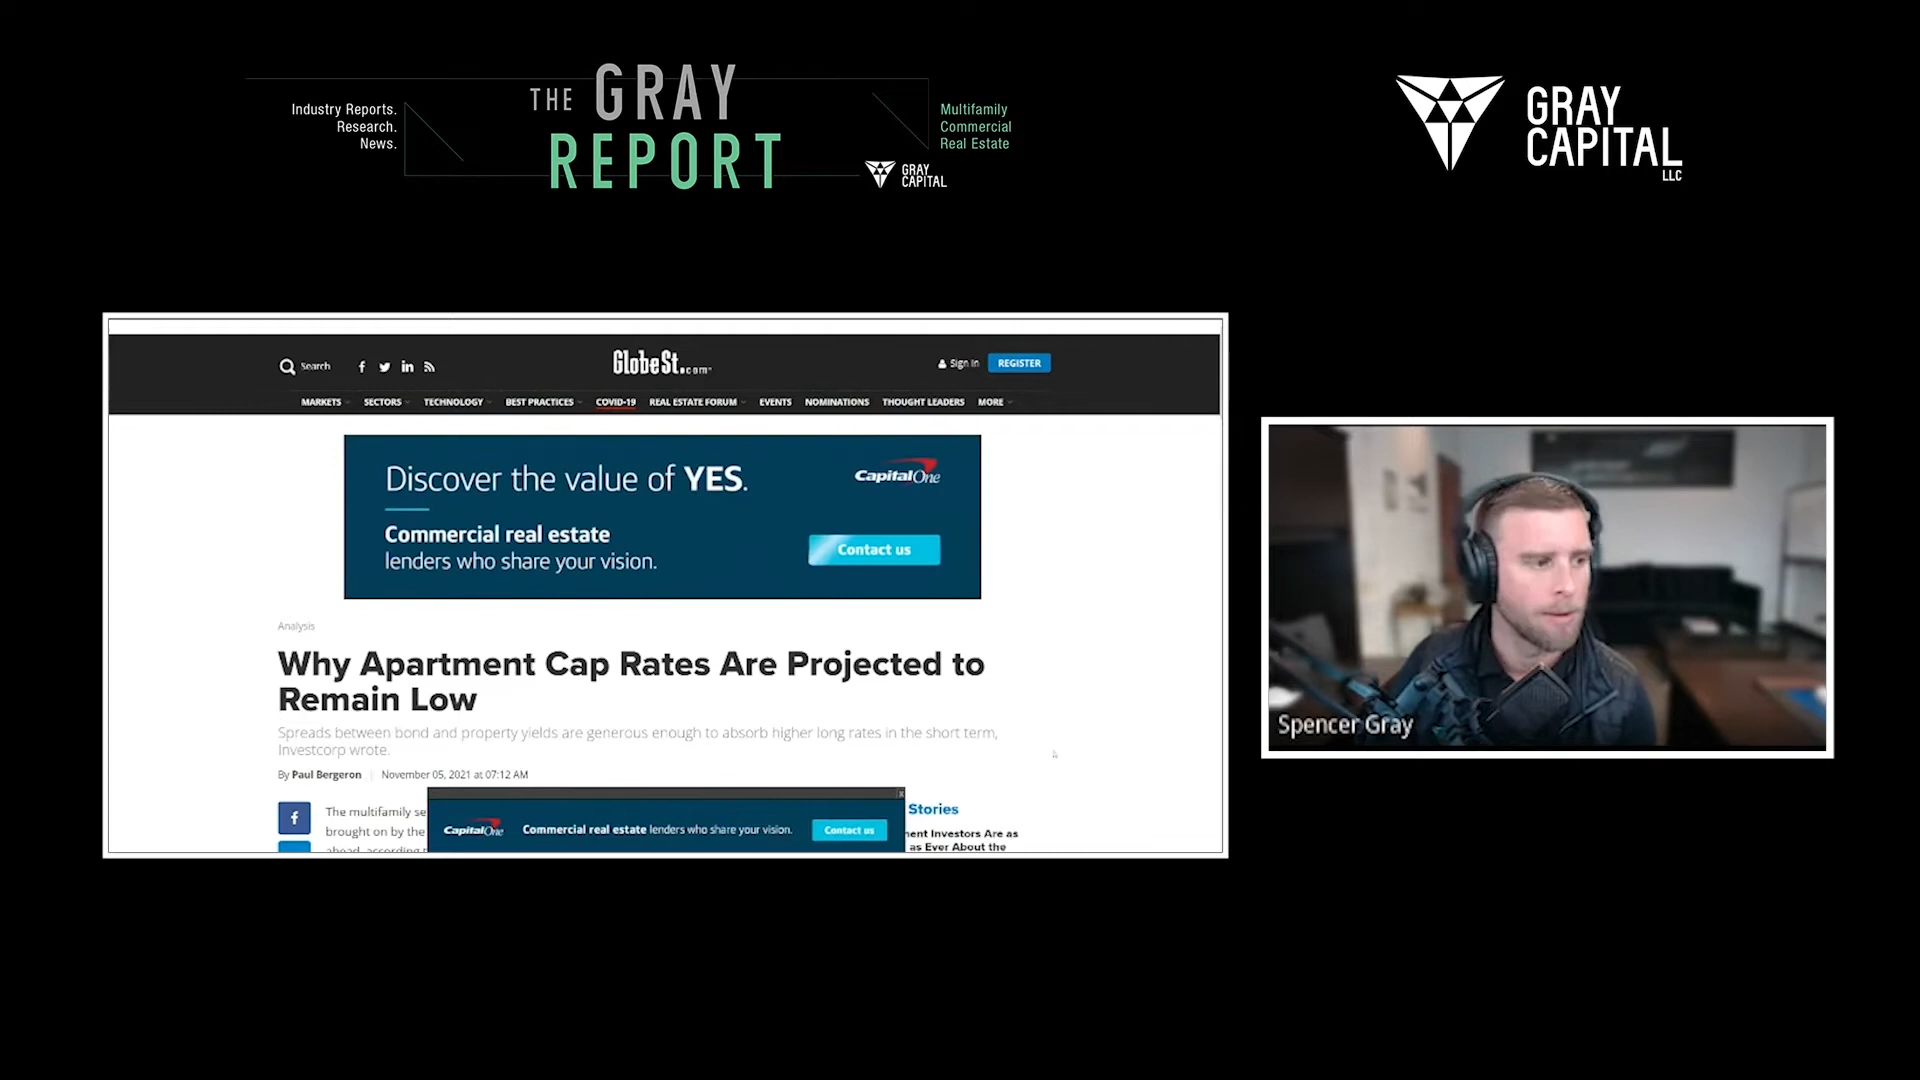 Industry Reports.
Research.
News.
THE GRAY
REPORT
Multifamily
Commercial
Real Estate
GRAY
CAPITAL
GRAY
CAPITAL
LLC
Search
GlobeSt.com
Sign In
REGISTER
MARKETS
SECTORS
TECHNOLOGY
BEST PRACTICES
COVID-19
REAL ESTATE FORUM
EVENTS
NOMINATIONS
THOUGHT LEADERS
MORE
Discover the value of YES.
CapitalOne
Commercial real estate
lenders who share your vision.
Contact us
Analysis
Why Apartment Cap Rates Are Projected to
Remain Low
Spreads between bond and property yields are generous enough to absorb higher long rates in the short term,
Investcorp wrote.
By Paul Bergeron | November 05, 2021 at 07:12 AM
The multifamily se
brought on by the
CapitalOne
Commercial real estate lenders who share your vision.
Contact us
x
Stories
ent Investors Are as
as Ever About the
Spencer Gray